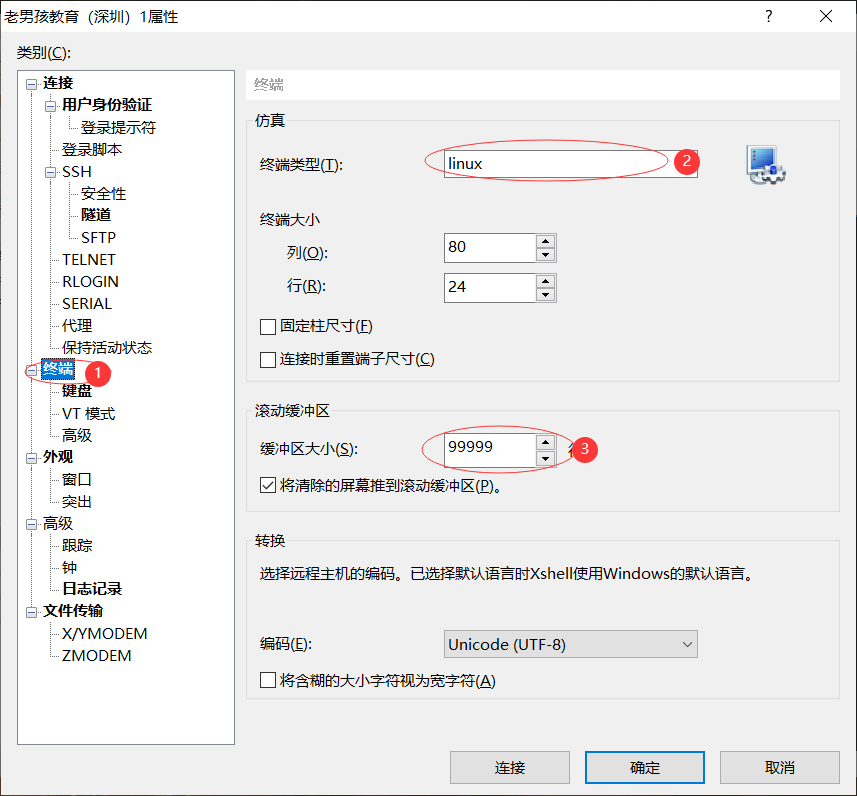 老男孩教育（深圳）1属性
?
类别(C):
连接
用户身份验证
登录提示符
登录脚本
SSH
安全性
隧道
SFTP
TELNET
RLOGIN
SERIAL
代理
保持活动状态
终端
1
键盘
VT 模式
高级
外观
窗口
突出
高级
跟踪
钟
日志记录
文件传输
X/YMODEM
ZMODEM
终端
仿真
终端类型(T):
linux
2
终端大小
列(O):
80
行(R):
24
固定柱尺寸(F)
连接时重置端子尺寸(C)
滚动缓冲区
缓冲区大小(S):
99999
3
将清除的屏幕推到滚动缓冲区(P)。
转换
选择远程主机的编码。已选择默认语言时Xshell使用Windows的默认语言。
编码(E):
Unicode (UTF-8)
将含糊的大小字符视为宽字符(A)
连接
确定
取消